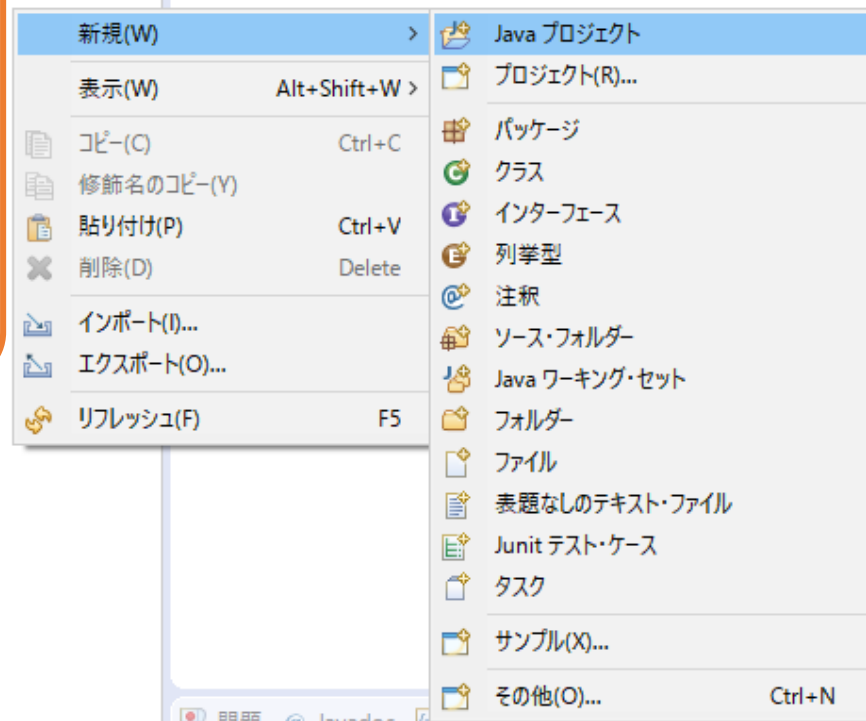 新規(W) >
表示(W) Alt+Shift+W >
コピー(C) Ctrl+C
修飾名のコピー(Y)
貼り付け(P) Ctrl+V
削除(D) Delete
インポート(I)...
エクスポート(O)...
リフレッシュ(F) F5
Java プロジェクト
プロジェクト(R)...
パッケージ
クラス
インターフェース
列挙型
注釈
ソース・フォルダー
Java ワーキング・セット
フォルダー
ファイル
表題なしのテキスト・ファイル
Junit テスト・ケース
タスク
サンプル(X)...
その他(O)... Ctrl+N
問題 @ Javadoc